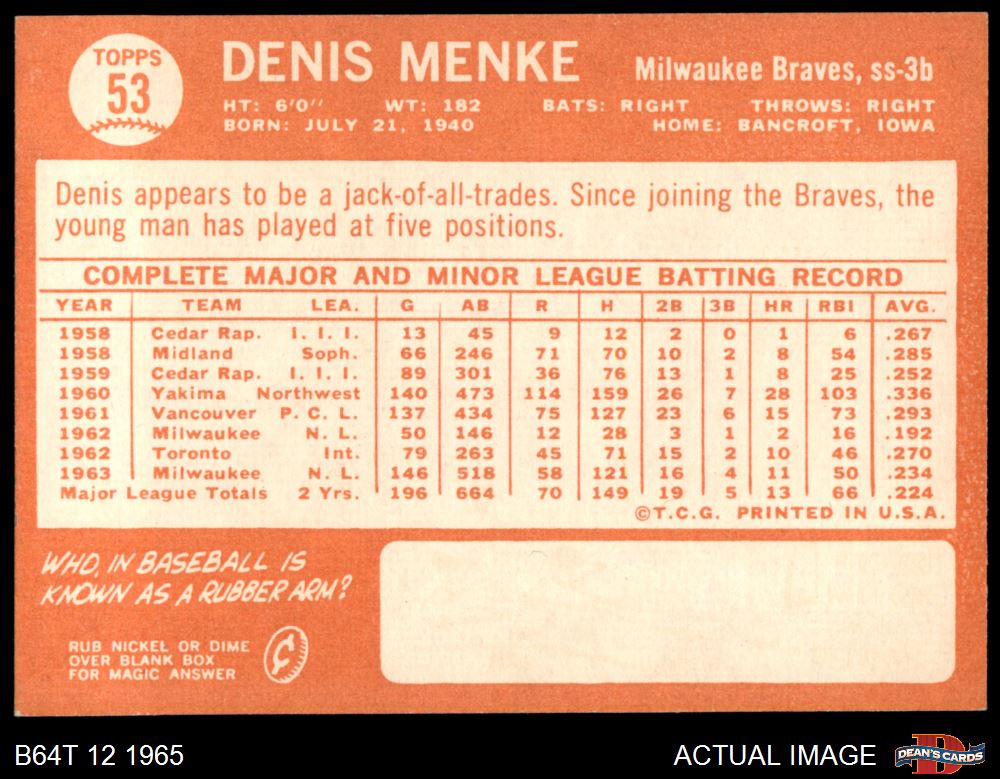 TOPPS
53
DENIS MENKE
Milwaukee Braves, ss-3b
HT: 6'0" WT: 182 BATS: RIGHT THROWS: RIGHT
BORN: JULY 21, 1940 HOME: BANCROFT, IOWA
Denis appears to be a jack-of-all-trades. Since joining the Braves, the
young man has played at five positions.
COMPLETE MAJOR AND MINOR LEAGUE BATTING RECORD
YEAR TEAM LEA. G AB R H 2B 3B HR RBI AVG.
1958 Cedar Rap. I. I. I. 13 45 9 12 2 0 1 6 .267
1958 Midland Soph. 66 246 71 70 10 2 8 54 .285
1959 Cedar Rap. I. I. I. 89 301 36 76 13 1 8 25 .252
1960 Yakima Northwest 140 473 114 159 26 7 28 103 .336
1961 Vancouver P. C. L. 137 434 75 127 23 6 15 73 .293
1962 Milwaukee N. L. 50 146 12 28 3 1 2 16 .192
1962 Toronto Int. 79 263 45 71 15 2 10 46 .270
1963 Milwaukee N. L. 146 518 58 121 16 4 11 50 .234
Major League Totals 2 Yrs. 196 664 70 149 19 5 13 66 .224
©T.C.G. PRINTED IN U.S.A.
WHO, IN BASEBALL IS
KNOWN AS A RUBBER ARM?
RUB NICKEL OR DIME
OVER BLANK BOX
FOR MAGIC ANSWER
¢
B64T 12 1965
ACTUAL IMAGE
D
DEAN'S CARDS